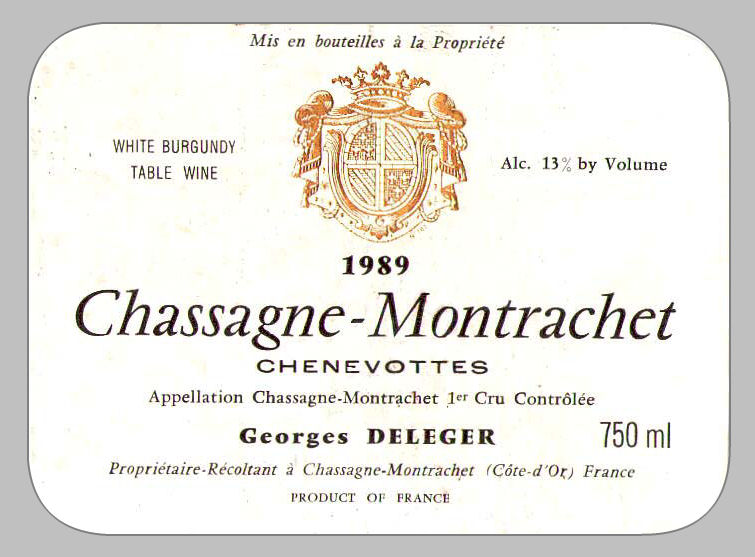 Mis en bouteilles à la Propriété
WHITE BURGUNDY
TABLE WINE
Alc. 13% by Volume
1989
Chassagne-Montrachet
CHENEVOTTES
Appellation Chassagne-Montrachet 1er Cru Contrôlée
Georges DELEGER
750 ml
Propriétaire-Récoltant à Chassagne-Montrachet (Côte-d'Or) France
PRODUCT OF FRANCE